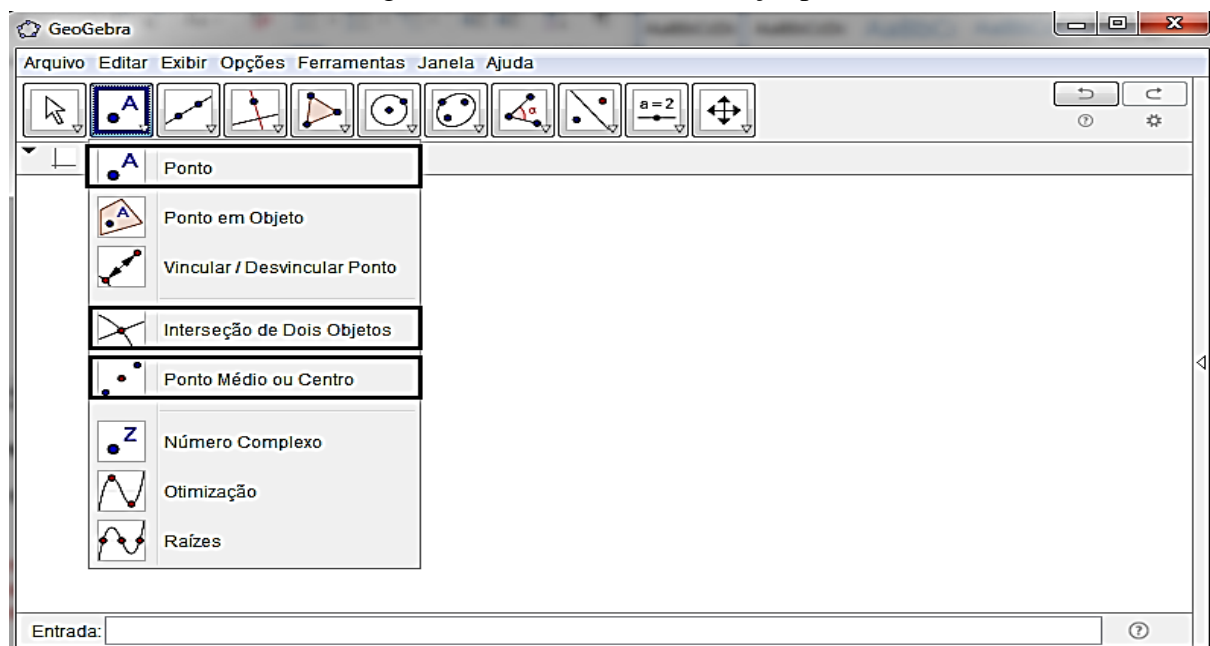 GeoGebra
Arquivo Editar Exibir Opções Ferramentas Janela Ajuda
A
α
a = 2
A Ponto
A Ponto em Objeto
Vincular / Desvincular Ponto
Interseção de Dois Objetos
Ponto Médio ou Centro
Z Número Complexo
Otimização
Raízes
Entrada: